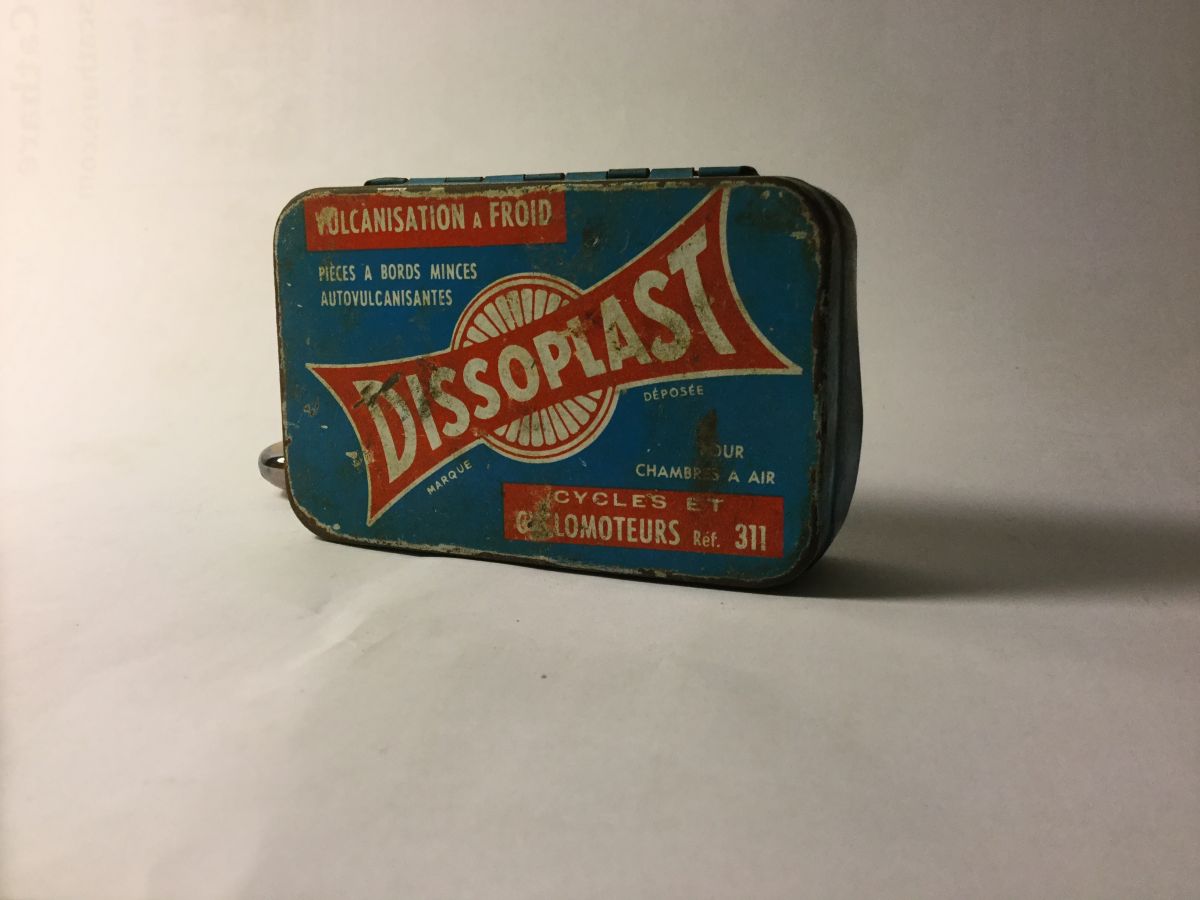 VULCANISATION A FROID
PIÈCES A BORDS MINCES
AUTOVULCANISANTES
DISSOPLAST
MARQUE DÉPOSÉE
POUR
CHAMBRES A AIR
CYCLES ET
CYCLOMOTEURS Réf. 311